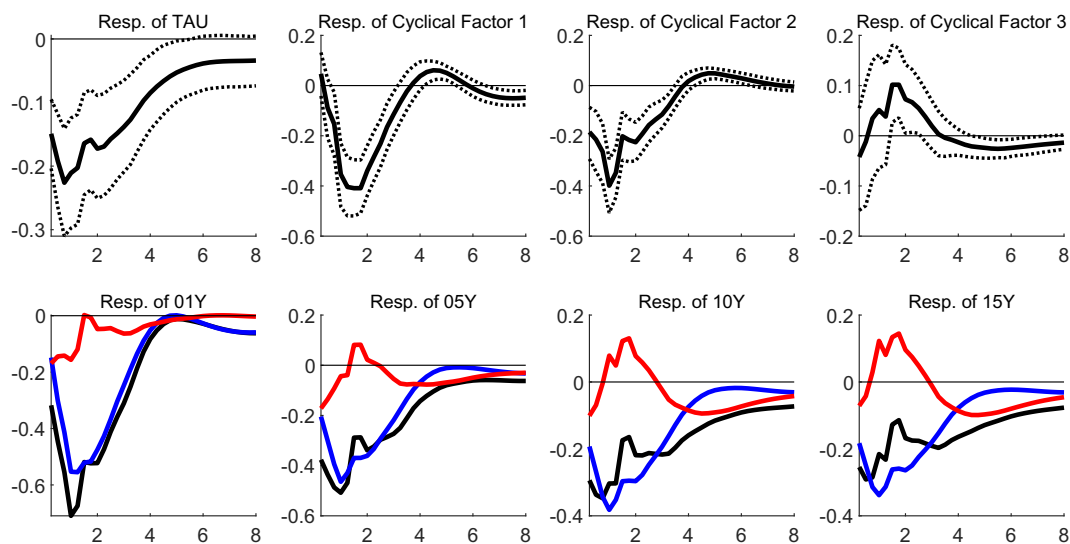 Resp. of TAU
Resp. of Cyclical Factor 1
Resp. of Cyclical Factor 2
Resp. of Cyclical Factor 3
0
-0.1
-0.2
-0.3
2 4 6 8
0.2
0
-0.2
-0.4
-0.6
2 4 6 8
0.2
0
-0.2
-0.4
-0.6
2 4 6 8
0.2
0.1
0
-0.1
-0.2
2 4 6 8
Resp. of 01Y
Resp. of 05Y
Resp. of 10Y
Resp. of 15Y
0
-0.2
-0.4
-0.6
2 4 6 8
0.2
0
-0.2
-0.4
-0.6
2 4 6 8
0.2
0
-0.2
-0.4
2 4 6 8
0.2
0
-0.2
-0.4
2 4 6 8